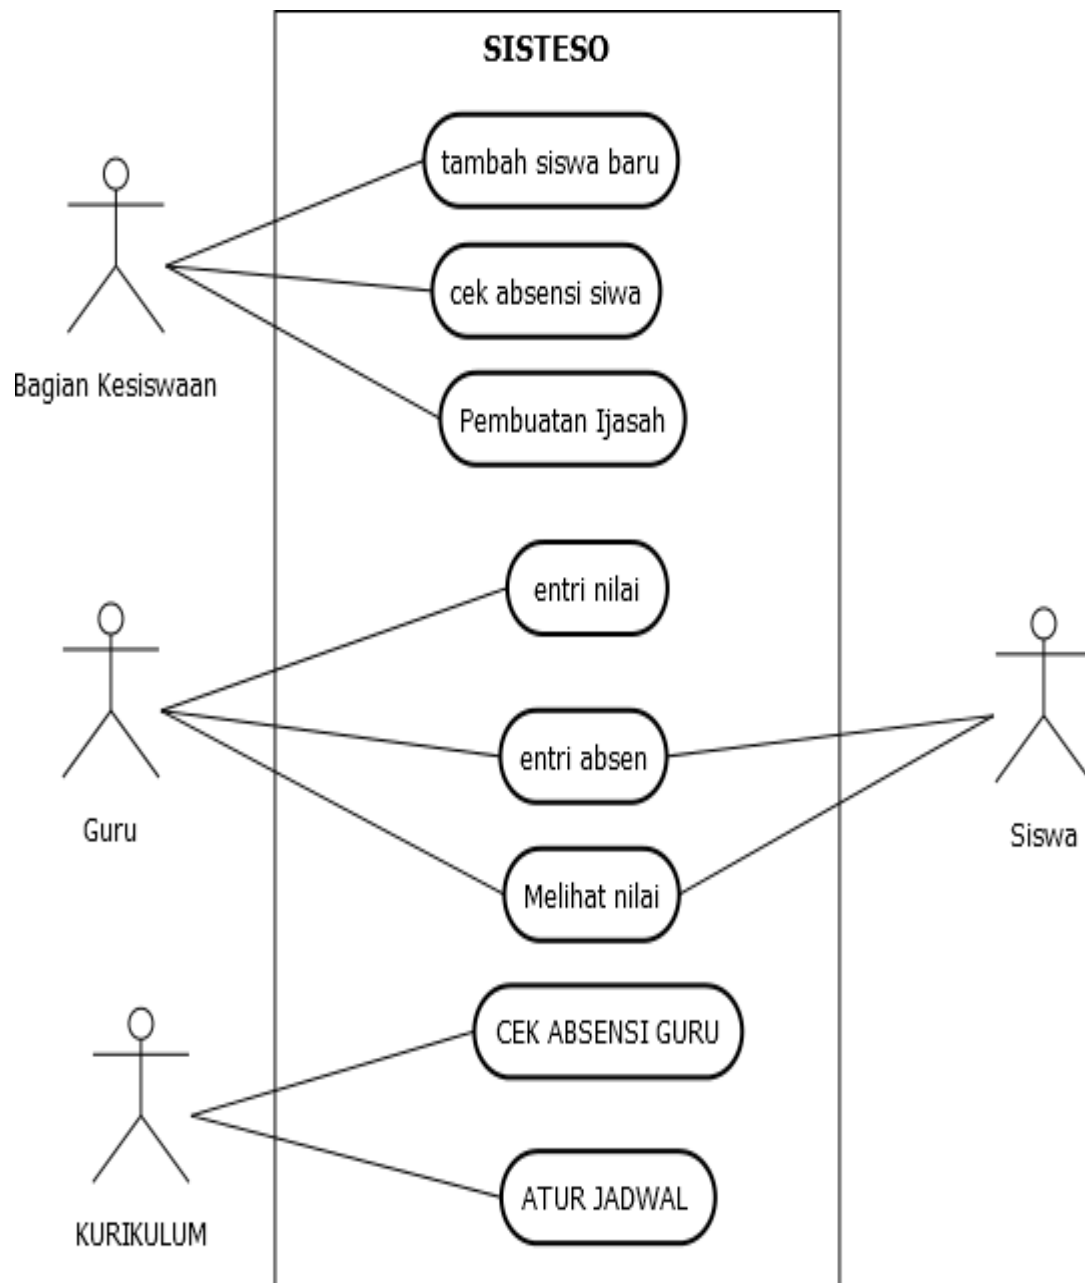 SISTESO
tambah siswa baru
cek absensi siwa
Bagian Kesiswaan
Pembuatan Ijasah
entri nilai
entri absen
Guru
Siswa
Melihat nilai
CEK ABSENSI GURU
ATUR JADWAL
KURIKULUM